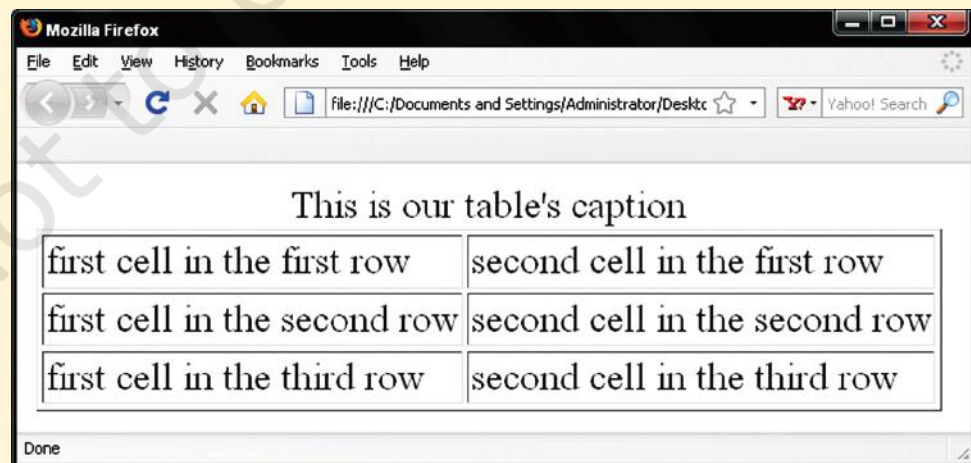 Mozilla Firefox
File Edit View History Bookmarks Tools Help
file:///C:/Documents and Settings/Administrator/Desktc Yahoo! Search
This is our table's caption
first cell in the first row second cell in the first row
first cell in the second row second cell in the second row
first cell in the third row second cell in the third row
Done
not to